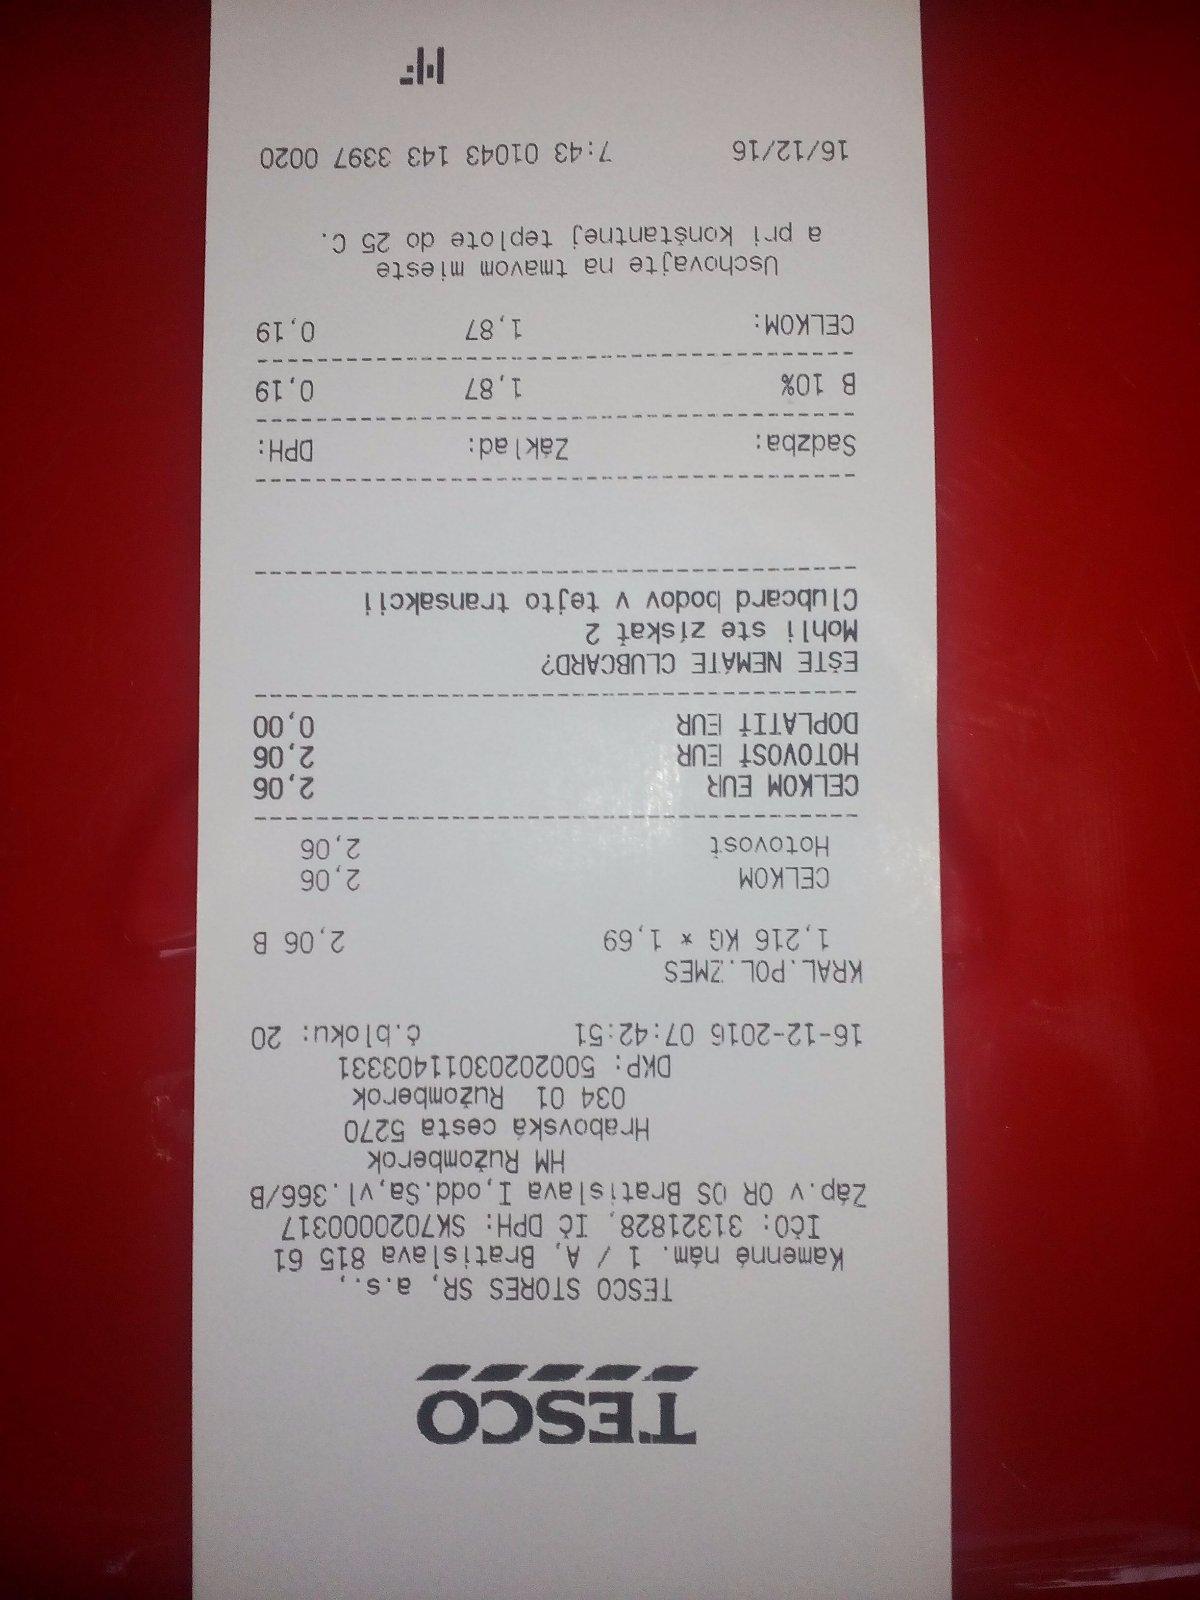 TESCO
TESCO STORES SR, a.s.,
Kamenné nám. 1 / A, Bratislava 815 61
IČO: 31321828, IČ DPH: SK7020000317
Záp.v OR OS Bratislava I,odd.Sa,vl.366/B
HM Ružomberok
Hrabovská cesta 5270
034 01 Ružomberok
DKP: 50020203011403331
16-12-2016 07:42:51 č.bloku: 20
KRAL.POL.ZMES
1,216 KG * 1,69 2,06 B
CELKOM 2,06
Hotovosť 2,06
CELKOM EUR 2,06
HOTOVOSŤ EUR 2,06
DOPLATIŤ EUR 0,00
EŠTE NEMÁTE CLUBCARD?
Mohli ste získať 2
Clubcard bodov v tejto transakcii
Sadzba: Základ: DPH:
B 10% 1,87 0,19
CELKOM: 1,87 0,19
Uschovajte na tmavom mieste
a pri konštantnej teplote do 25 C.
16/12/16 7:43 01043 143 3397 0020